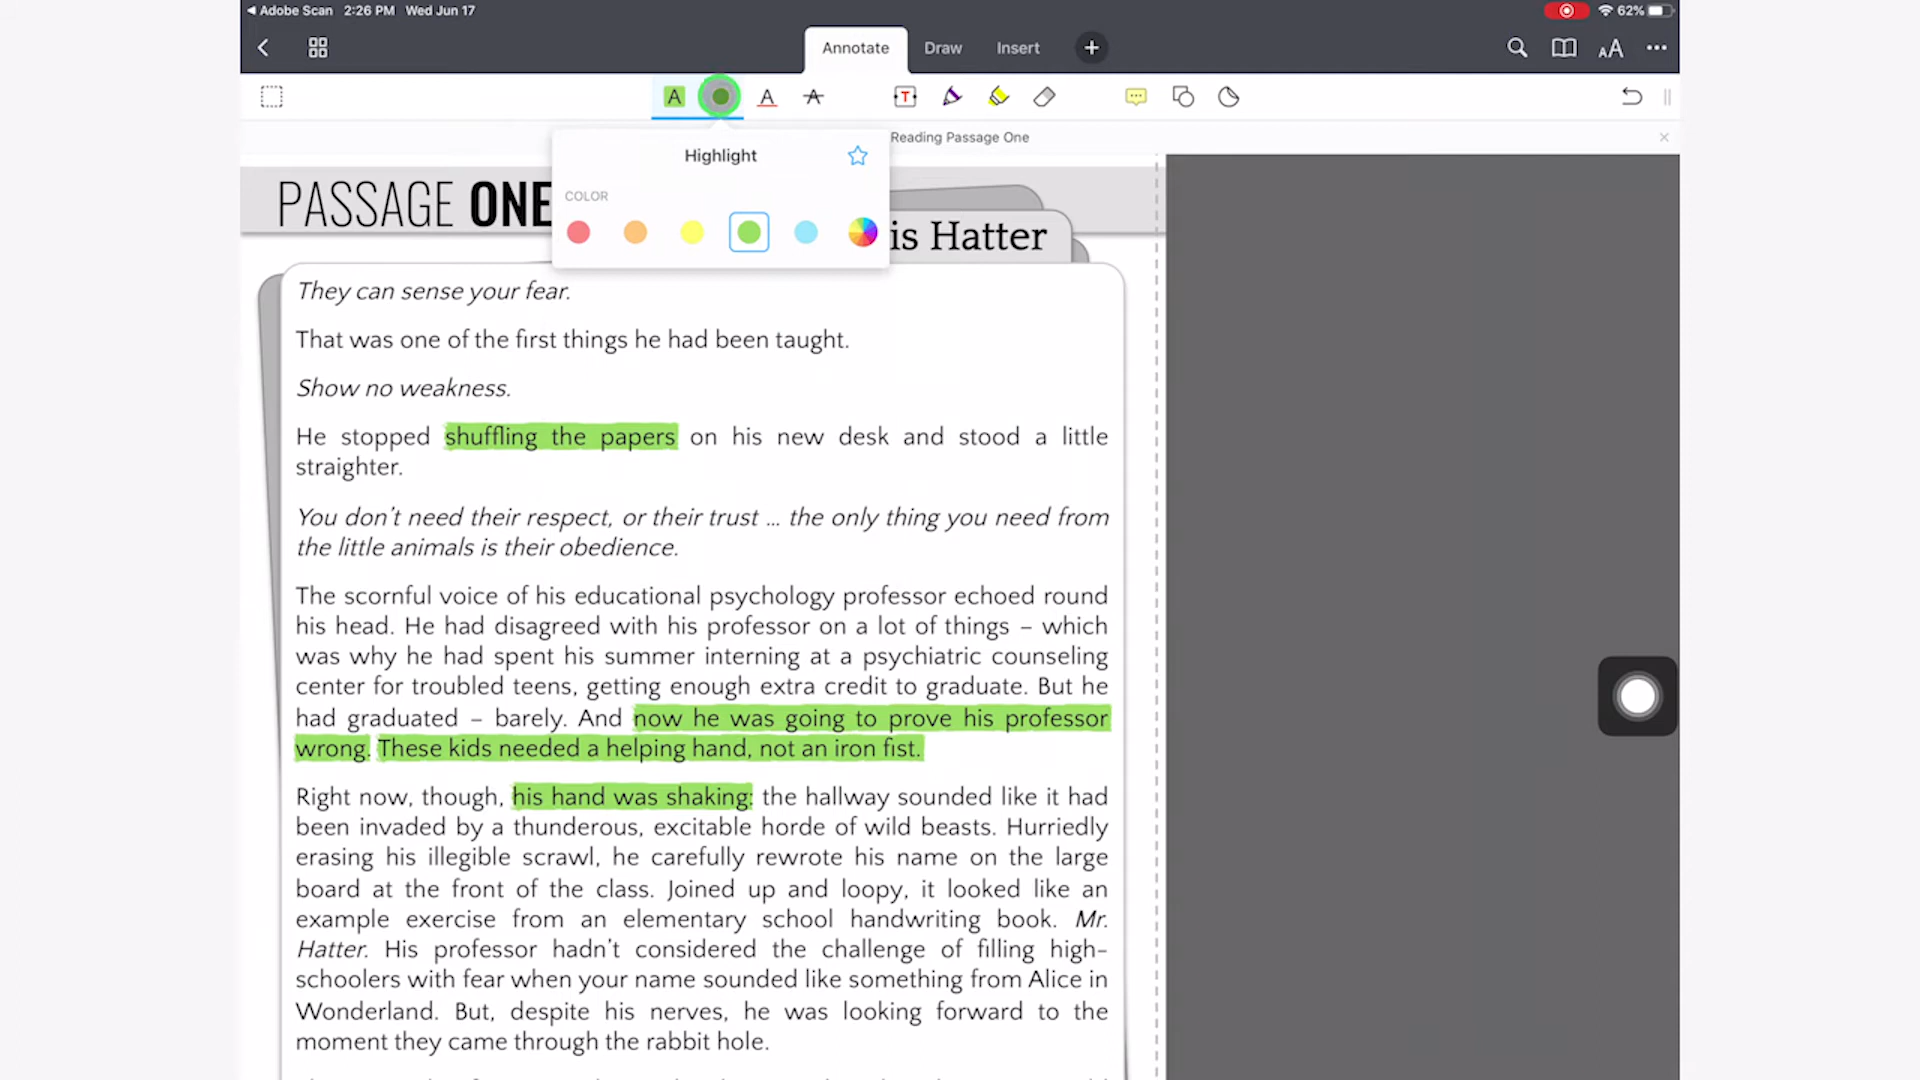 Adobe Scan 2:26 PM Wed Jun 17 62%
Annotate Draw Insert
AA
A A A T
Reading Passage One
Highlight
COLOR
PASSAGE ONE
is Hatter
They can sense your fear.
That was one of the first things he had been taught.
Show no weakness.
He stopped shuffling the papers on his new desk and stood a little
straighter.
You don't need their respect, or their trust ... the only thing you need from
the little animals is their obedience.
The scornful voice of his educational psychology professor echoed round
his head. He had disagreed with his professor on a lot of things – which
was why he had spent his summer interning at a psychiatric counseling
center for troubled teens, getting enough extra credit to graduate. But he
had graduated – barely. And now he was going to prove his professor
wrong. These kids needed a helping hand, not an iron fist.
Right now, though, his hand was shaking: the hallway sounded like it had
been invaded by a thunderous, excitable horde of wild beasts. Hurriedly
erasing his illegible scrawl, he carefully rewrote his name on the large
board at the front of the class. Joined up and loopy, it looked like an
example exercise from an elementary school handwriting book. Mr.
Hatter. His professor hadn't considered the challenge of filling high-
schoolers with fear when your name sounded like something from Alice in
Wonderland. But, despite his nerves, he was looking forward to the
moment they came through the rabbit hole.